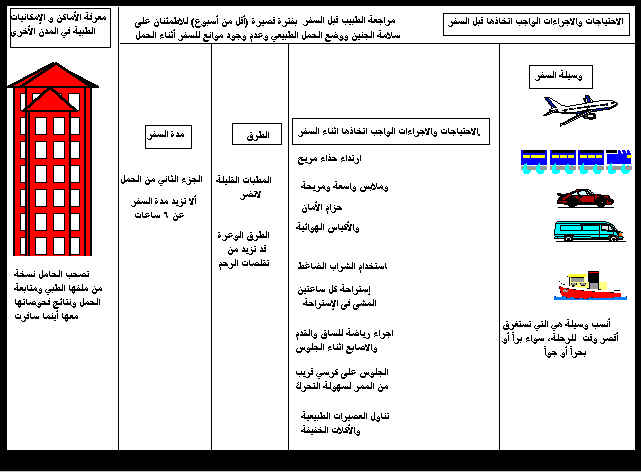 الاحتياجات والاجراءات الواجب اتخاذها قبل السفر
مراجعة الطبيب قبل السفر بفترة قصيرة (أقل من أسبوع) للاطمئنان على
سلامة الجنين ووضع الحمل الطبيعي وعدم وجود موانع للسفر أثناء الحمل
معرفة الأماكن و الإمكانيات
الطبية في المدن الأخرى
وسيلة السفر
أنسب وسيلة هي التي تستغرق
أقصر وقت للرحلة، سواء براً أو
بحراً أو جواً
الاحتياجات والاجراءات الواجب اتخاذها اثناء السفر.
ارتداء حذاء مريح
وملابس واسعة ومريحة
حزام الأمان
والأكياس الهوائية
استخدام الشراب الضاغط
إستراحة كل ساعتين
المشي في الإستراحة.
اجراء رياضة للساق والقدم
والاصابع اثناء الجلوس
الجلوس على كرسي قريب
من الممر لسهولة التحرك
تناول العصيرات الطبيعية
والأكلات الخفيفة
الطرق
المطبات القليلة
لاتضر
الطرق الوعرة
قد تزيد من
تقلصات الرحم
مدة السفر
الجزء الثاني من الحمل
ألا تزيد مدة السفر
عن ٦ ساعات
تصحب الحامل نسخة
من ملفها الطبي ومتابعة
الحمل ونتائج فحوصاتها
معها أينما سافرت